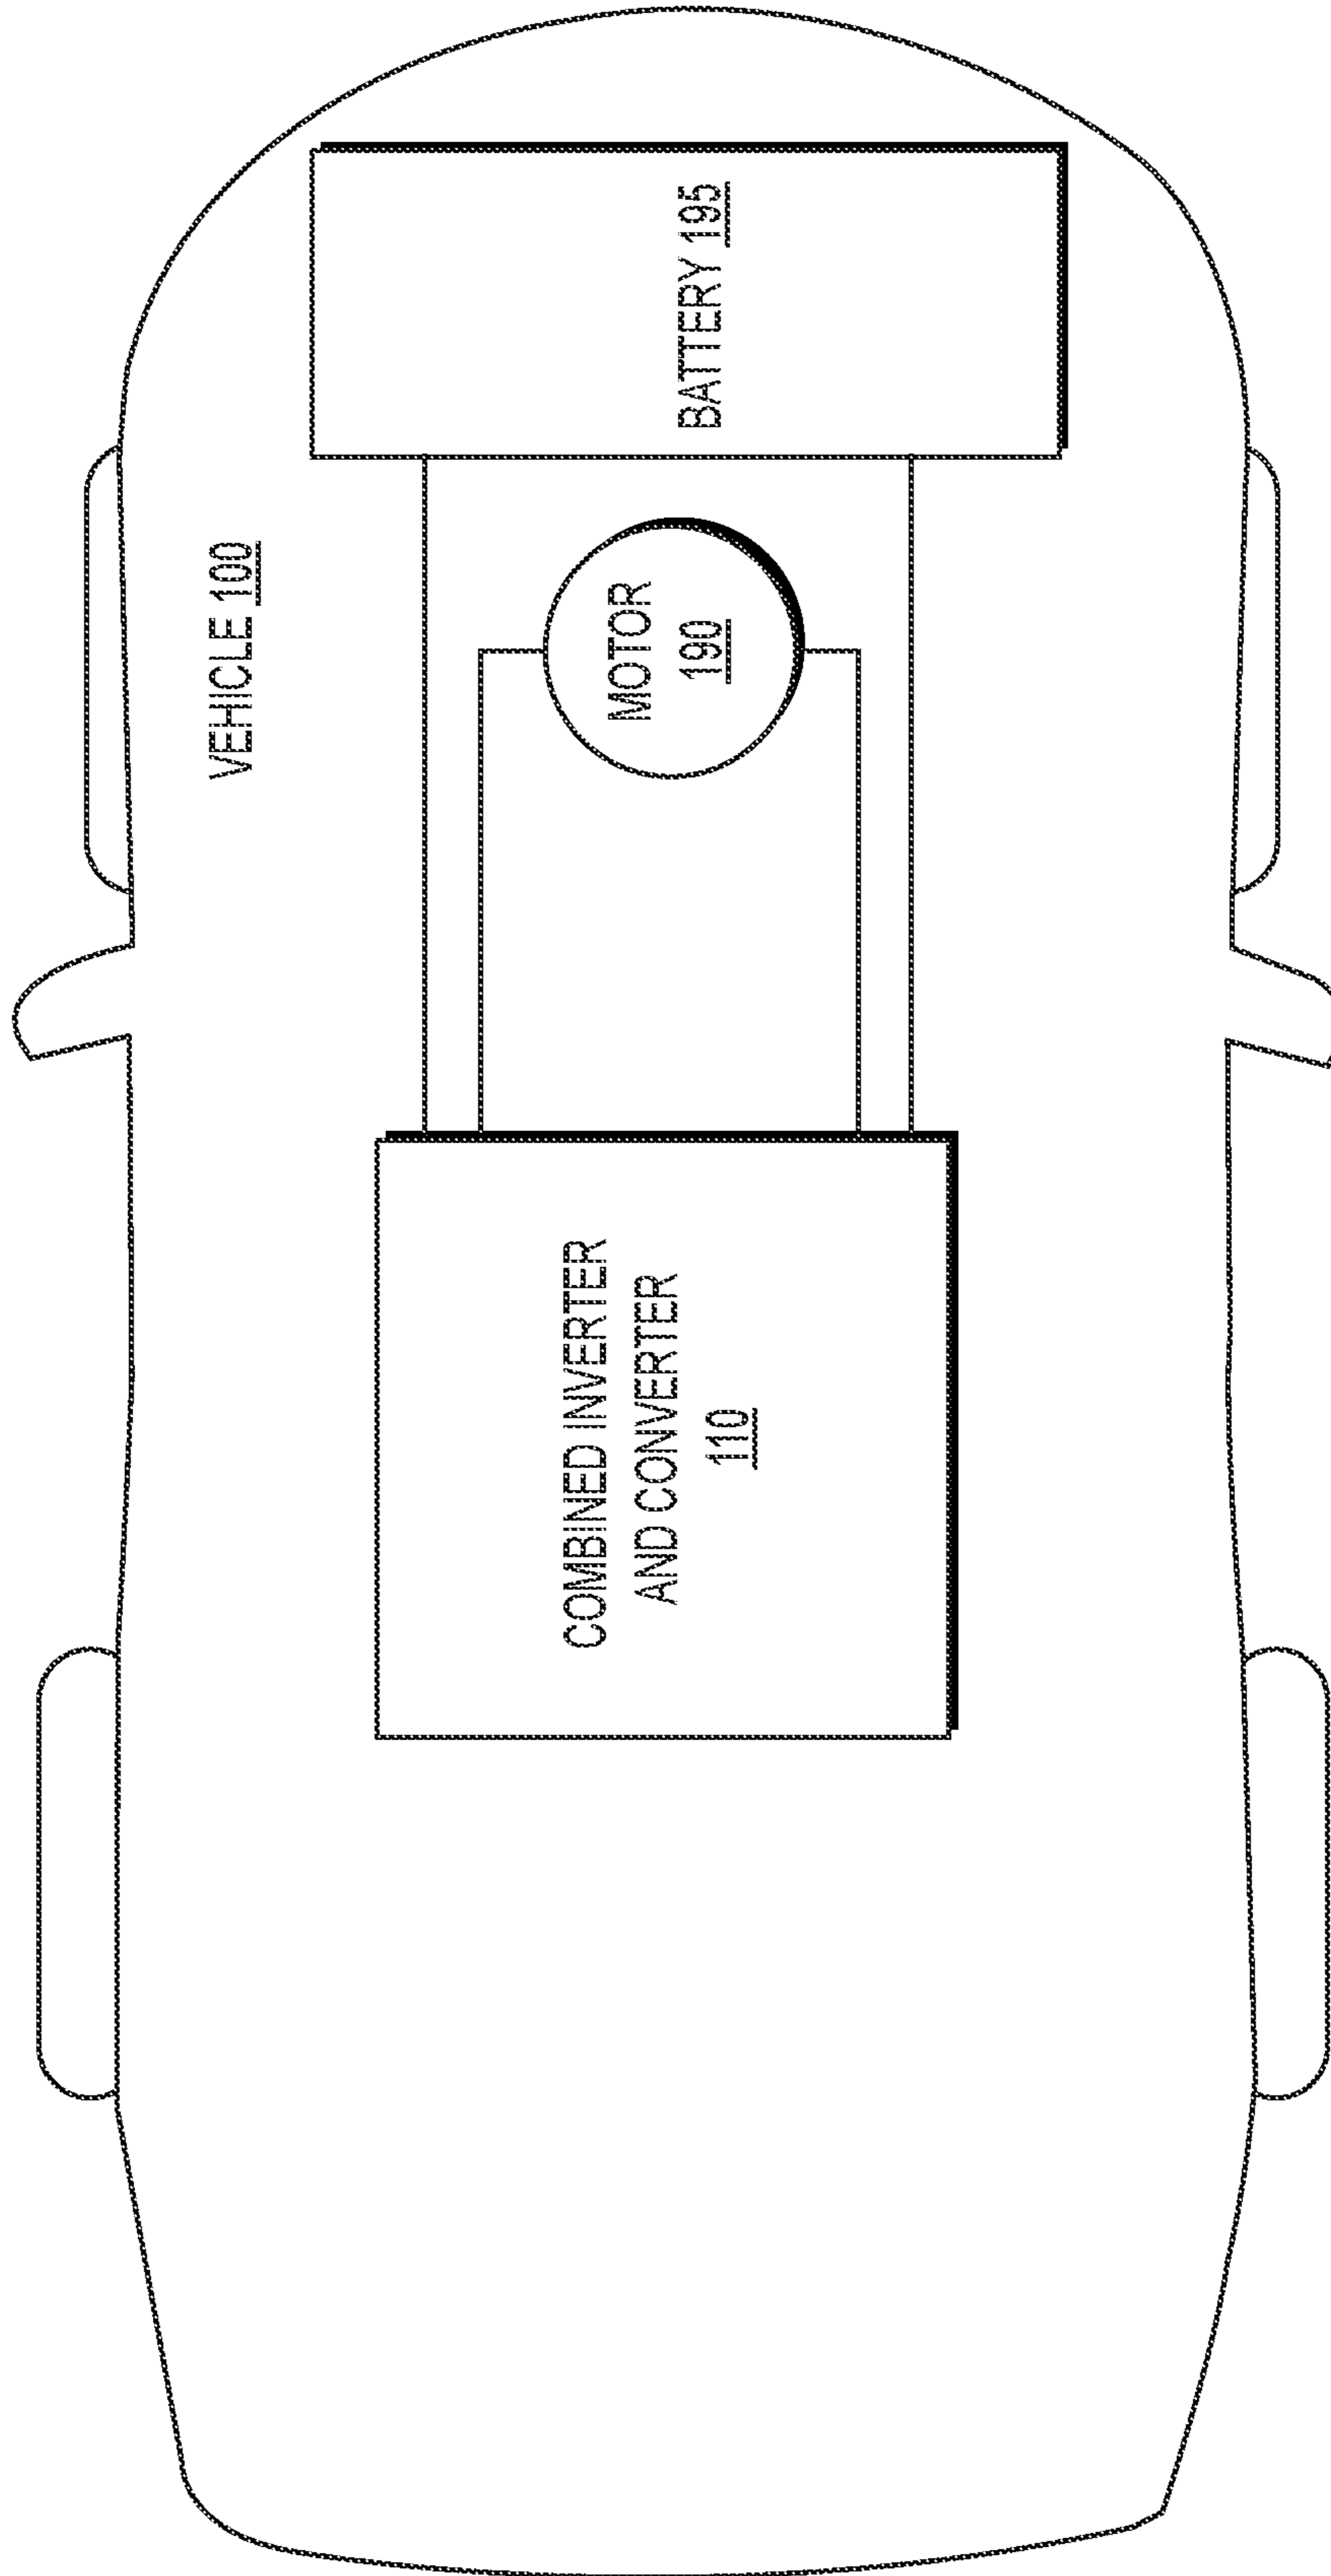 VEHICLE 100
COMBINED INVERTER
AND CONVERTER
110
MOTOR
190
BATTERY 195